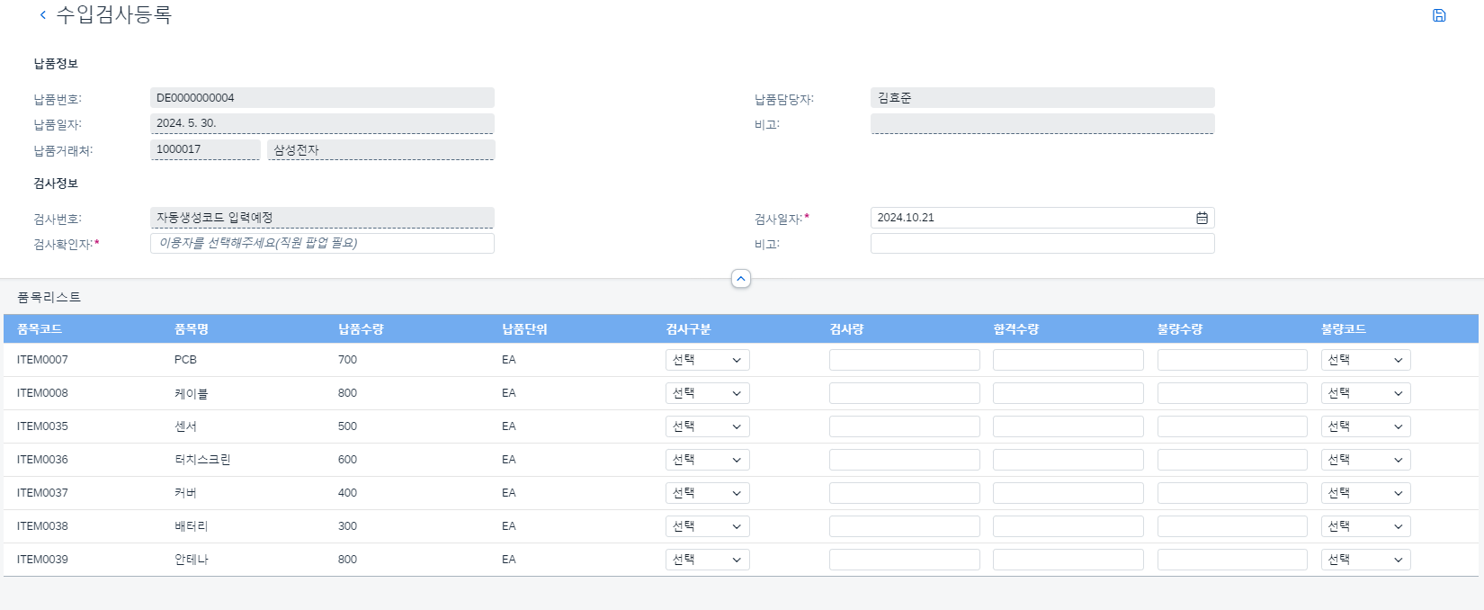 수입검사등록
납품정보
납품번호: DE0000000004 납품담당자: 김효준
납품일자: 2024. 5. 30. 비고:
납품거래처: 1000017 삼성전자
검사정보
검사번호: 자동생성코드 입력예정 검사일자:* 2024.10.21
검사확인자:* 이용자를 선택해주세요(직원 팝업 필요) 비고:
품목리스트
품목코드 품목명 납품수량 납품단위 검사구분 검사량 합격수량 불량수량 불량코드
ITEM0007 PCB 700 EA 선택 선택
ITEM0008 케이블 800 EA 선택 선택
ITEM0035 센서 500 EA 선택 선택
ITEM0036 터치스크린 600 EA 선택 선택
ITEM0037 커버 400 EA 선택 선택
ITEM0038 배터리 300 EA 선택 선택
ITEM0039 안테나 800 EA 선택 선택